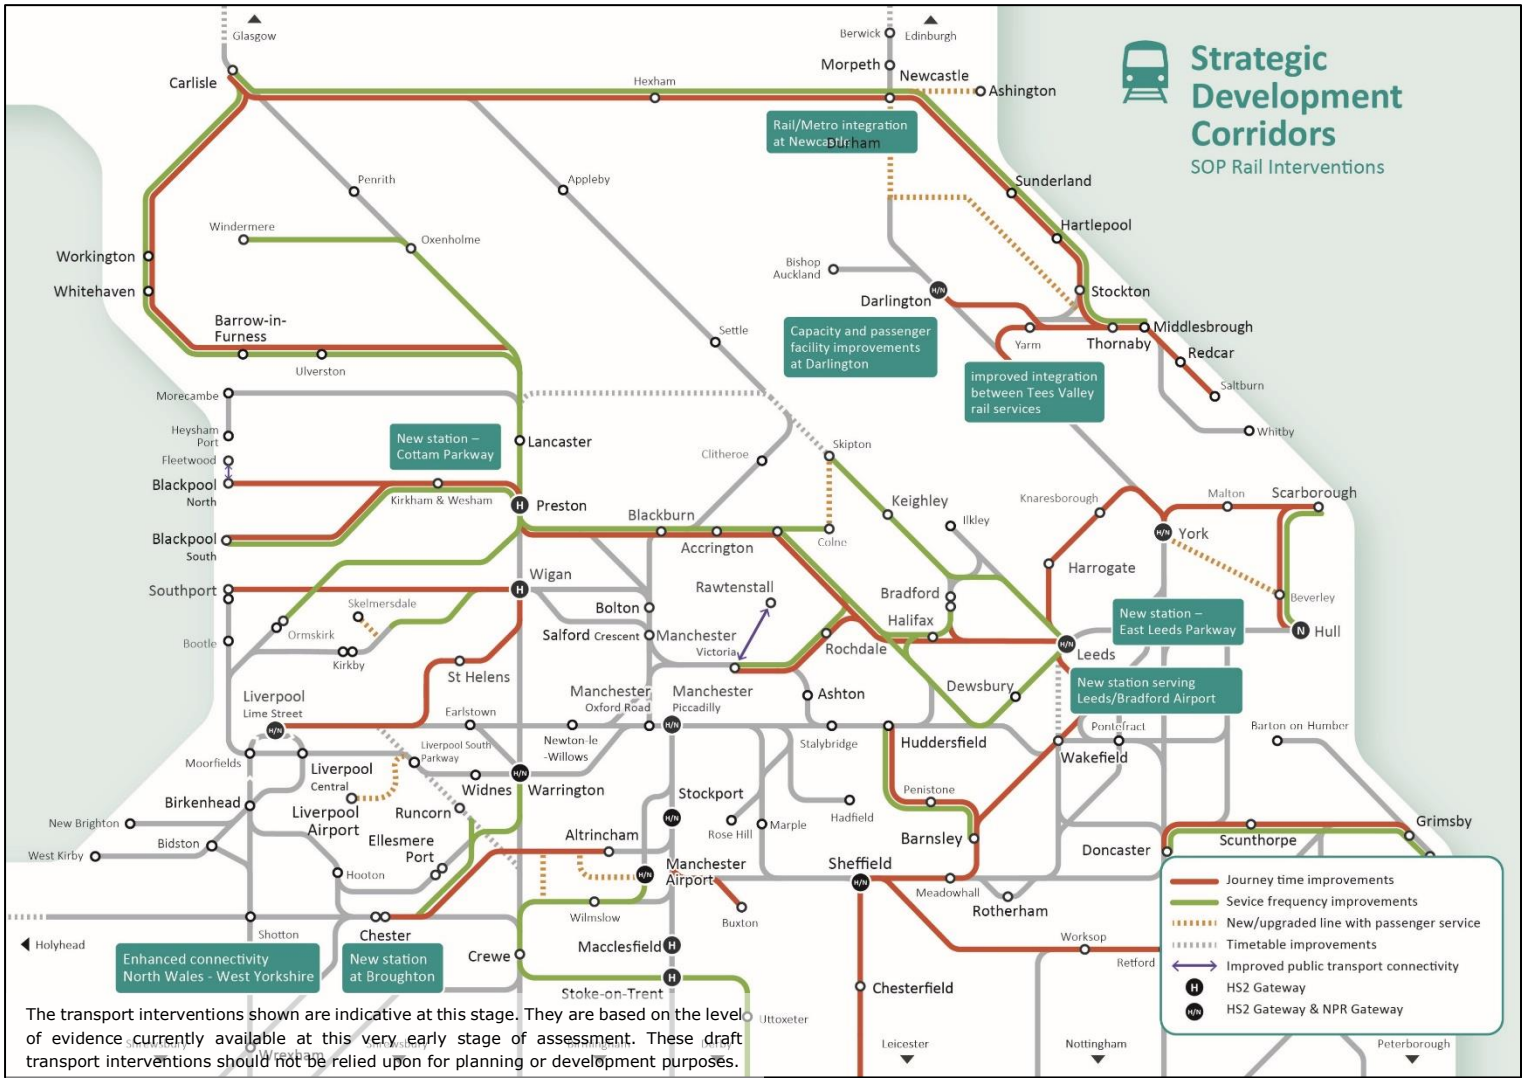 Glasgow
Berwick
Edinburgh
Morpeth
Newcastle
Carlisle
Hexham
Ashington
Strategic
Development
Corridors
SOP Rail Interventions
Rail/Metro integration
at Newcastle
Durham
Penrith
Appleby
Sunderland
Windermere
Oxenholme
Hartlepool
Workington
Bishop
Auckland
Whitehaven
Darlington
Stockton
Barrow-in-
Furness
Ulverston
Settle
Capacity and passenger
facility improvements
at Darlington
Yarm
Thornaby
Middlesbrough
Redcar
Saltburn
improved integration
between Tees Valley
rail services
Whitby
Morecambe
Heysham
Port
New station –
Cottam Parkway
Lancaster
Clitheroe
Skipton
Fleetwood
Blackpool
North
Kirkham & Wesham
Preston
Keighley
Ilkley
Knaresborough
Malton
Scarborough
Blackpool
South
Blackburn
Accrington
Colne
York
Harrogate
Southport
Wigan
Skelmersdale
Rawtenstall
Bradford
Beverley
Bolton
Halifax
New station –
East Leeds Parkway
Hull
Ormskirk
Salford Crescent
Manchester
Victoria
Rochdale
Leeds
Bootle
Kirkby
St Helens
Dewsbury
New station serving
Leeds/Bradford Airport
Liverpool
Lime Street
Manchester
Oxford Road
Manchester
Piccadilly
Ashton
Earlstown
Newton-le
-Willows
Stalybridge
Huddersfield
Pontefract
Barton on Humber
Moorfields
Liverpool South
Parkway
Wakefield
Liverpool
Central
Widnes
Warrington
Penistone
Birkenhead
Liverpool
Airport
Runcorn
Stockport
Hadfield
New Brighton
Rose Hill
Marple
Barnsley
Grimsby
Scunthorpe
West Kirby
Bidston
Ellesmere
Port
Altrincham
Doncaster
Hooton
Manchester
Airport
Sheffield
Meadowhall
Rotherham
Buxton
Wilmslow
Shotton
Chester
Holyhead
Macclesfield
Crewe
Worksop
Retford
Enhanced connectivity
North Wales - West Yorkshire
New station
at Broughton
Stoke-on-Trent
Chesterfield
Uttoxeter
Journey time improvements
Sevice frequency improvements
New/upgraded line with passenger service
Timetable improvements
Improved public transport connectivity
H HS2 Gateway
H/N HS2 Gateway & NPR Gateway
The transport interventions shown are indicative at this stage. They are based on the level
of evidence currently available at this very early stage of assessment. These draft
transport interventions should not be relied upon for planning or development purposes.
Shrewsbury
Wrexham
Shrewsbury
Birmingham
Derby
Leicester
Nottingham
Peterborough